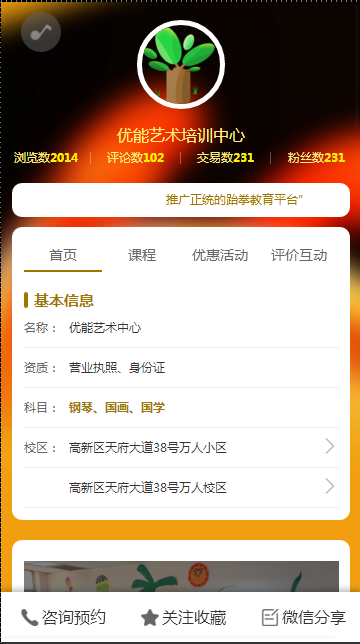 优能艺术培训中心
浏览数2014 评论数102 交易数231 粉丝数231
推广正统的跆拳教育平台”
首页 课程 优惠活动 评价互动
基本信息
名称： 优能艺术中心
资质： 营业执照、身份证
科目： 钢琴、国画、国学
校区： 高新区天府大道38号万人小区
高新区天府大道38号万人校区
咨询预约 关注收藏 微信分享